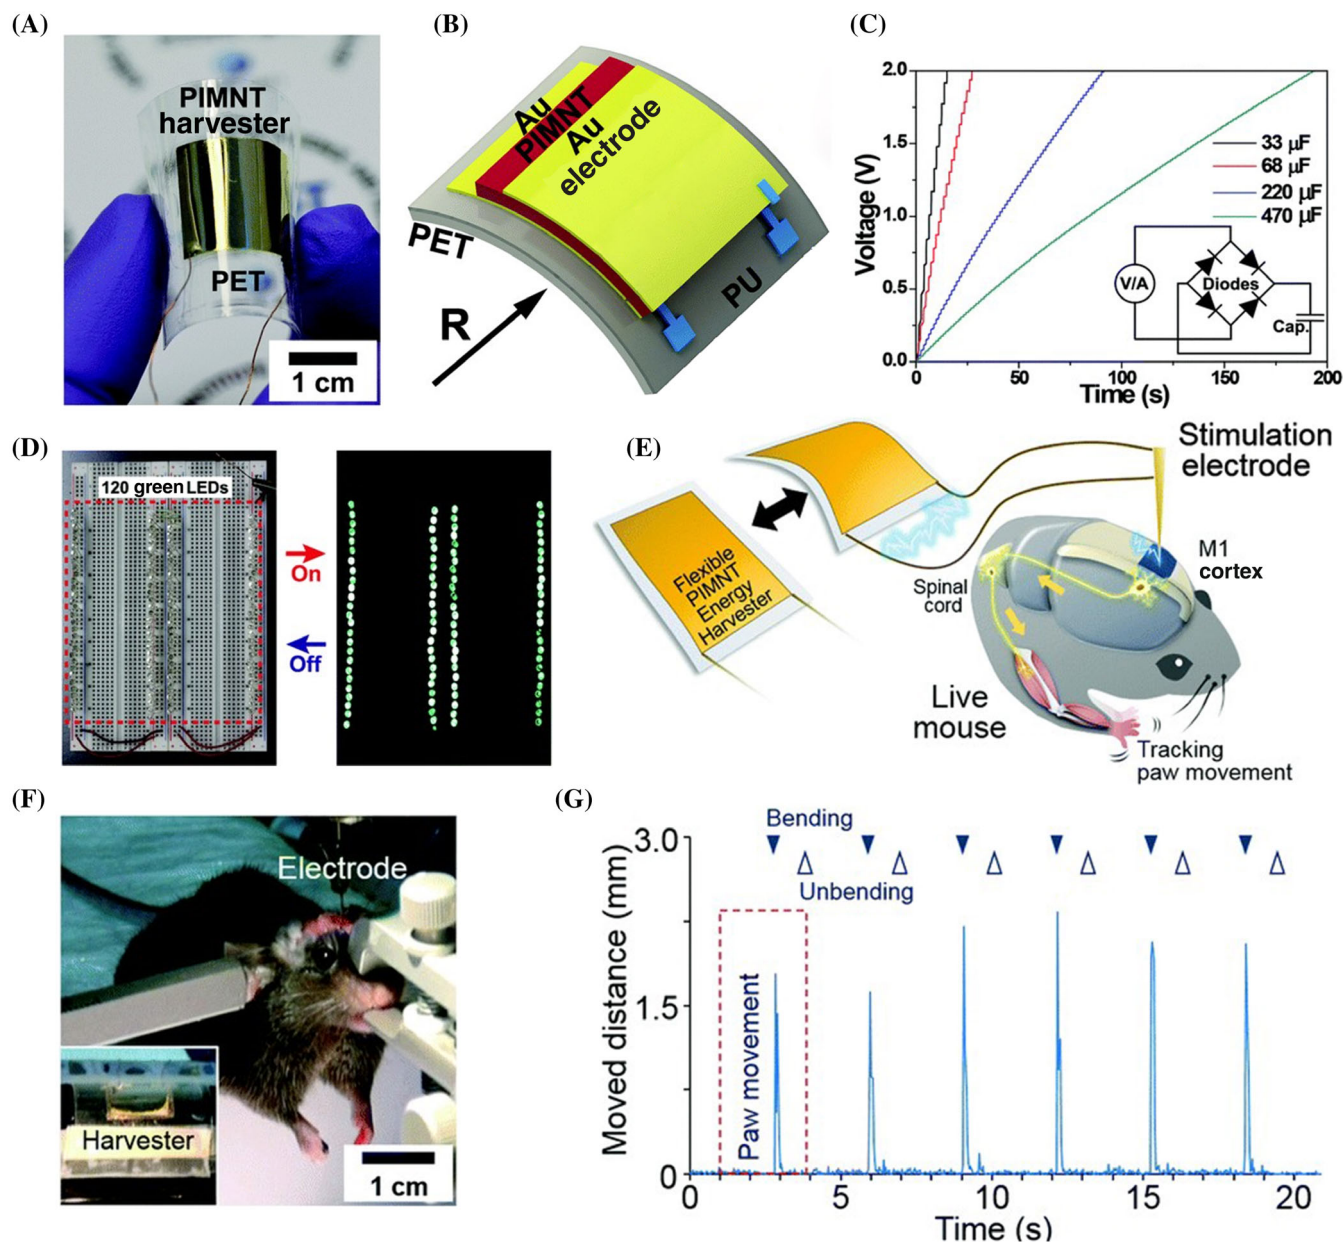 (A)
PIMNT
harvester
PET
1 cm
(B)
Au
PIMNT
Au
electrode
PET
PU
R
(C)
Voltage (V)
2.0
1.5
1.0
0.5
0.0
0
50
100
150
200
Time (s)
33 µF
68 µF
220 µF
470 µF
V/A
Diodes
Cap.
(D)
120 green LEDs
On
Off
(E)
Flexible
PIMNT
Energy
Harvester
Stimulation
electrode
M1
cortex
Spinal
cord
Live
mouse
Tracking
paw movement
(F)
Electrode
Harvester
1 cm
(G)
Moved distance (mm)
3.0
1.5
0
Bending
Unbending
Paw movement
0
5
10
15
20
Time (s)